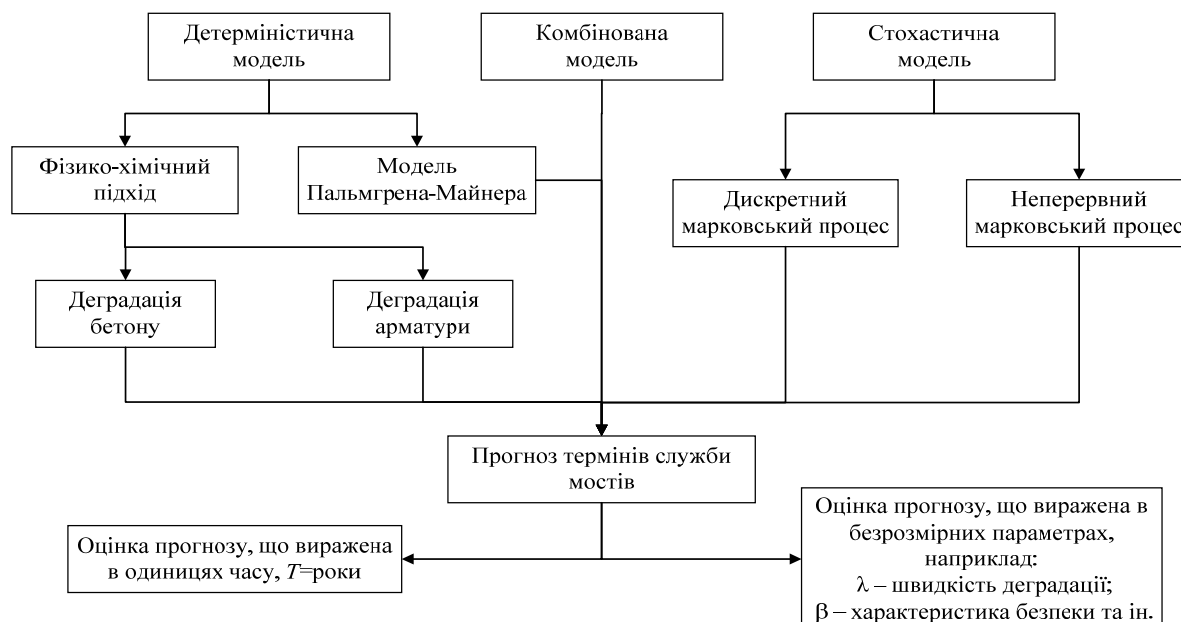 Детерміністична
модель
Комбінована
модель
Стохастична
модель
Фізико-хімічний
підхід
Модель
Пальмгрена-Майнера
Дискретний
марковський процес
Неперервний
марковський процес
Деградація
бетону
Деградація
арматури
Прогноз термінів служби
мостів
Оцінка прогнозу, що виражена
в одиницях часу, T=роки
Оцінка прогнозу, що виражена в
безрозмірних параметрах,
наприклад:
λ – швидкість деградації;
β – характеристика безпеки та ін.